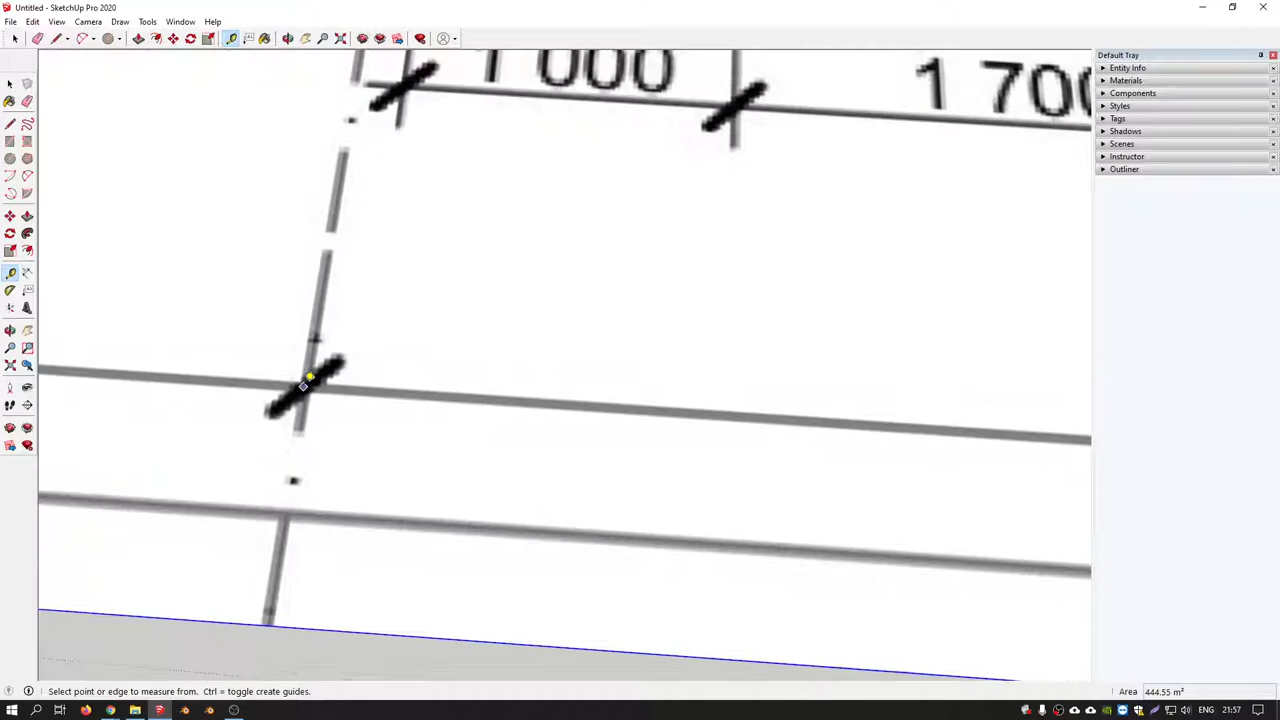 Untitled - SketchUp Pro 2020
File Edit View Camera Draw Tools Window Help
1 000
1 700
Default Tray
Entity Info
Materials
Components
Styles
Tags
Shadows
Scenes
Instructor
Outliner
Select point or edge to measure from. Ctrl = toggle create guides.
Area 444.55 m²
ENG 21:57